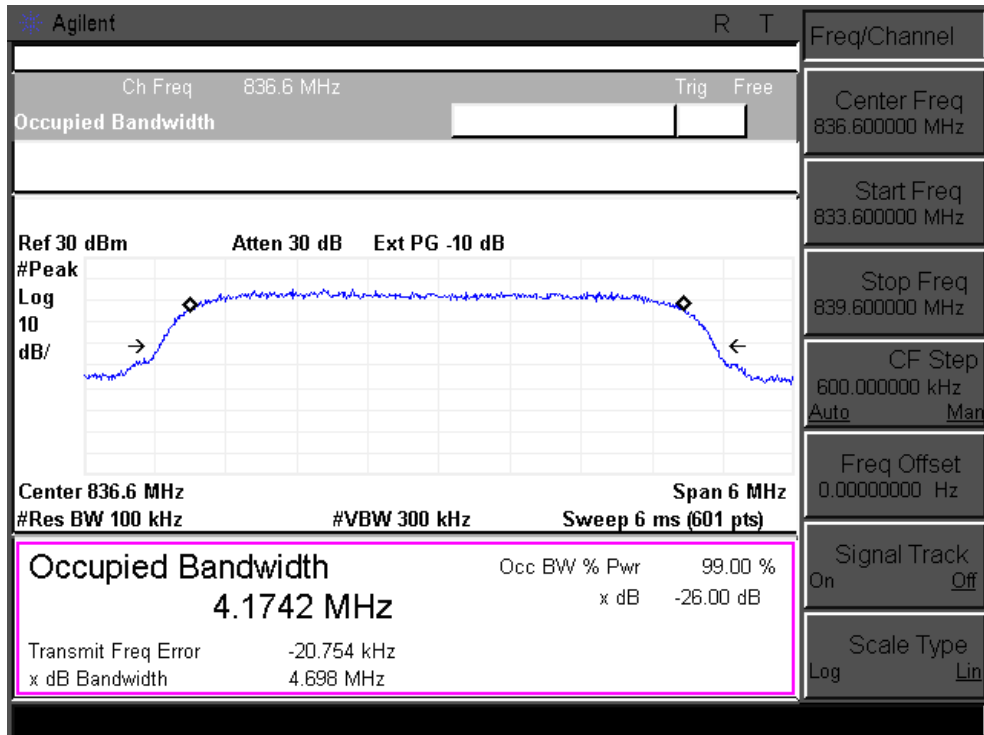 Agilent R T
Ch Freq 836.6 MHz Trig Free
Occupied Bandwidth
Ref 30 dBm Atten 30 dB Ext PG -10 dB
#Peak
Log
10
dB/
Center 836.6 MHz Span 6 MHz
#Res BW 100 kHz #VBW 300 kHz Sweep 6 ms (601 pts)
Occupied Bandwidth Occ BW % Pwr 99.00 %
4.1742 MHz x dB -26.00 dB
Transmit Freq Error -20.754 kHz
x dB Bandwidth 4.698 MHz
Freq/Channel
Center Freq
836.600000 MHz
Start Freq
833.600000 MHz
Stop Freq
839.600000 MHz
CF Step
600.000000 kHz
Auto Man
Freq Offset
0.00000000 Hz
Signal Track
On Off
Scale Type
Log Lin